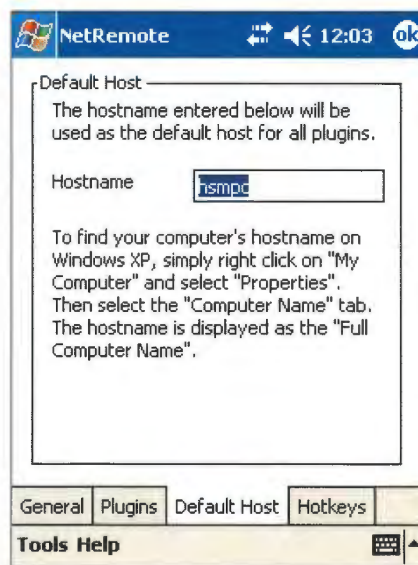 NetRemote 12:03 ok
Default Host
The hostname entered below will be
used as the default host for all plugins.
Hostname hsmpc
To find your computer's hostname on
Windows XP, simply right click on "My
Computer" and select "Properties".
Then select the "Computer Name" tab.
The hostname is displayed as the "Full
Computer Name".
General Plugins Default Host Hotkeys
Tools Help